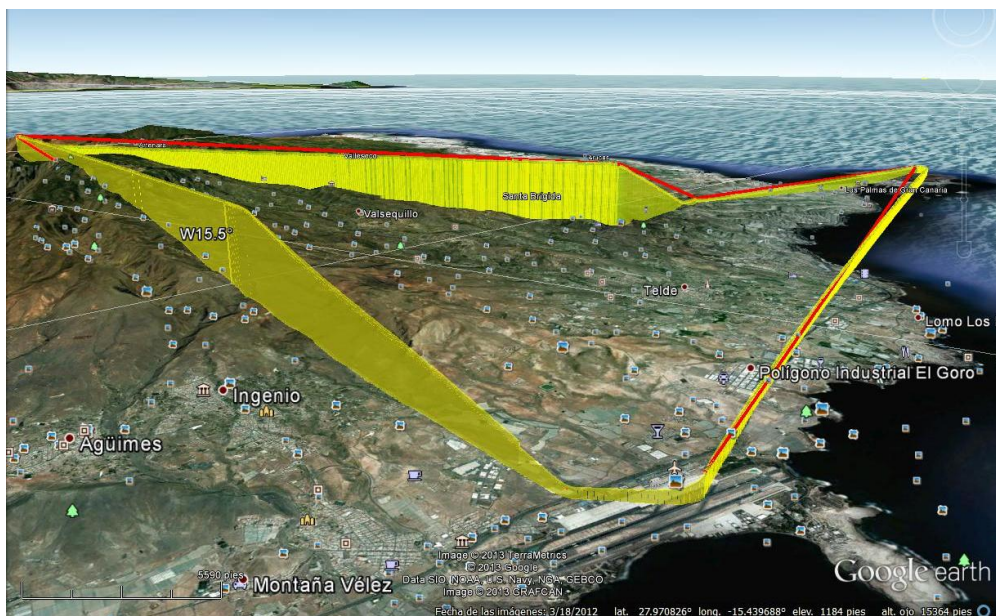 Artenara
Valleseco
Las Palmas de Gran Canaria
Santa Brígida
Valsequillo
W15.5°
Telde
Lomo Los
Polígono Industrial El Goro
Ingenio
Agüimes
Image © 2013 TerraMetrics
© 2013 Google
Data SIO, NOAA, U.S. Navy, NGA, GEBCO
Image © 2013 GRAFCAN
Google earth
5590 pies
Montaña Vélez
Fecha de las imágenes: 3/18/2012 lat. 27.970826° long. -15.439688° elev. 1184 pies alt. ojo 15364 pies